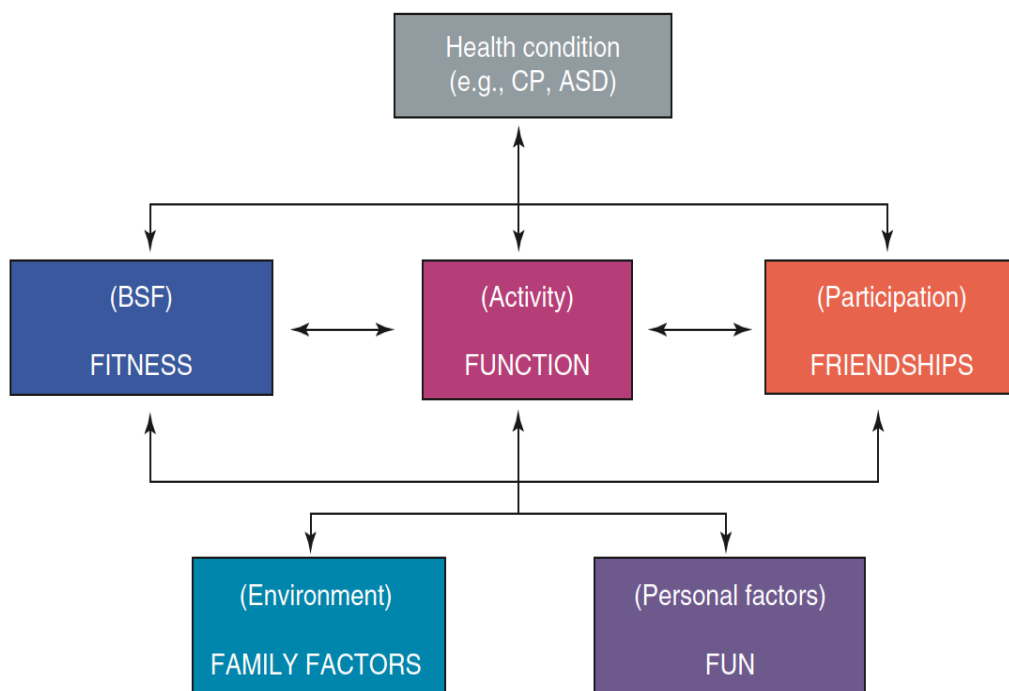 Health condition
(e.g., CP, ASD)
(BSF)
FITNESS
(Activity)
FUNCTION
(Participation)
FRIENDSHIPS
(Environment)
FAMILY FACTORS
(Personal factors)
FUN